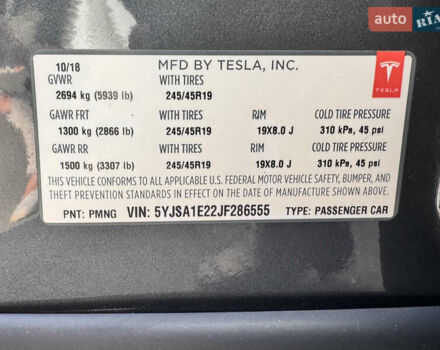 auto RIA
10/18 MFD BY TESLA, INC.
GVWR WITH TIRES
2694 kg (5939 lb) 245/45R19
TESLA
GAWR FRT WITH TIRES RIM COLD TIRE PRESSURE
1300 kg (2866 lb) 245/45R19 19X8.0 J 310 kPa, 45 psi
GAWR RR WITH TIRES RIM COLD TIRE PRESSURE
1500 kg (3307 lb) 245/45R19 19X8.0 J 310 kPa, 45 psi
THIS VEHICLE CONFORMS TO ALL APPLICABLE FEDERAL MOTOR VEHICLE SAFETY, BUMPER,
AND THEFT PREVENTION STANDARDS IN EFFECT ON THE DATE OF MANUFACTURE SHOWN ABOVE.
PNT: PMNG VIN: 5YJSA1E22JF286555 TYPE: PASSENGER CAR